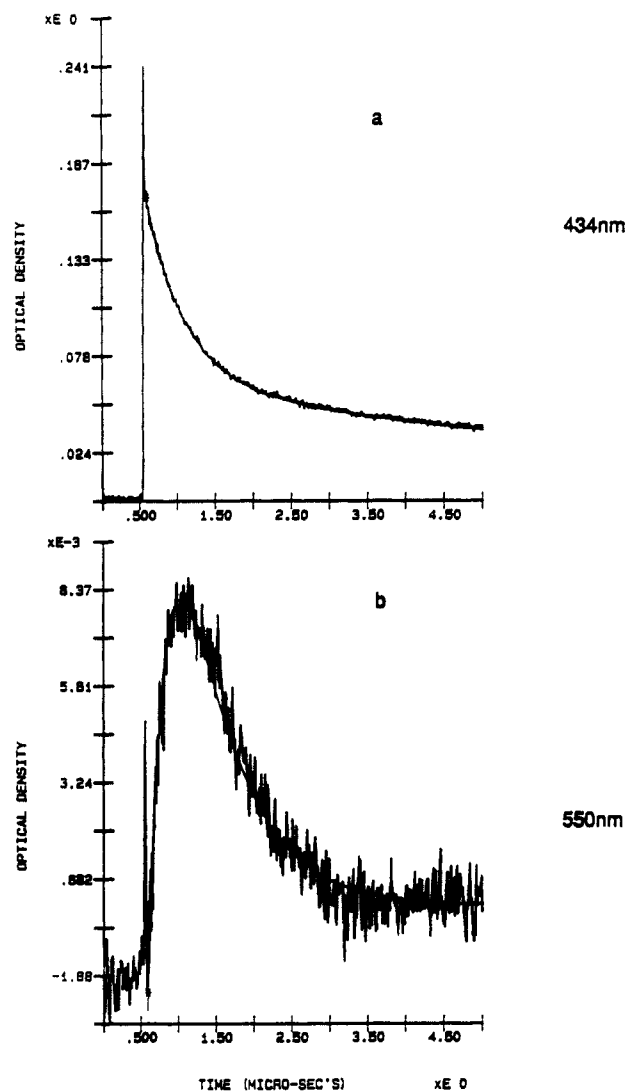 xE 0
.241
a
.187
434nm
.133
OPTICAL DENSITY
.078
.024
.500 1.50 2.50 3.50 4.50
xE-3
8.37
b
5.81
3.24
550nm
OPTICAL DENSITY
.682
-1.88
.500 1.50 2.50 3.50 4.50
TIME (MICRO-SEC'S) xE 0